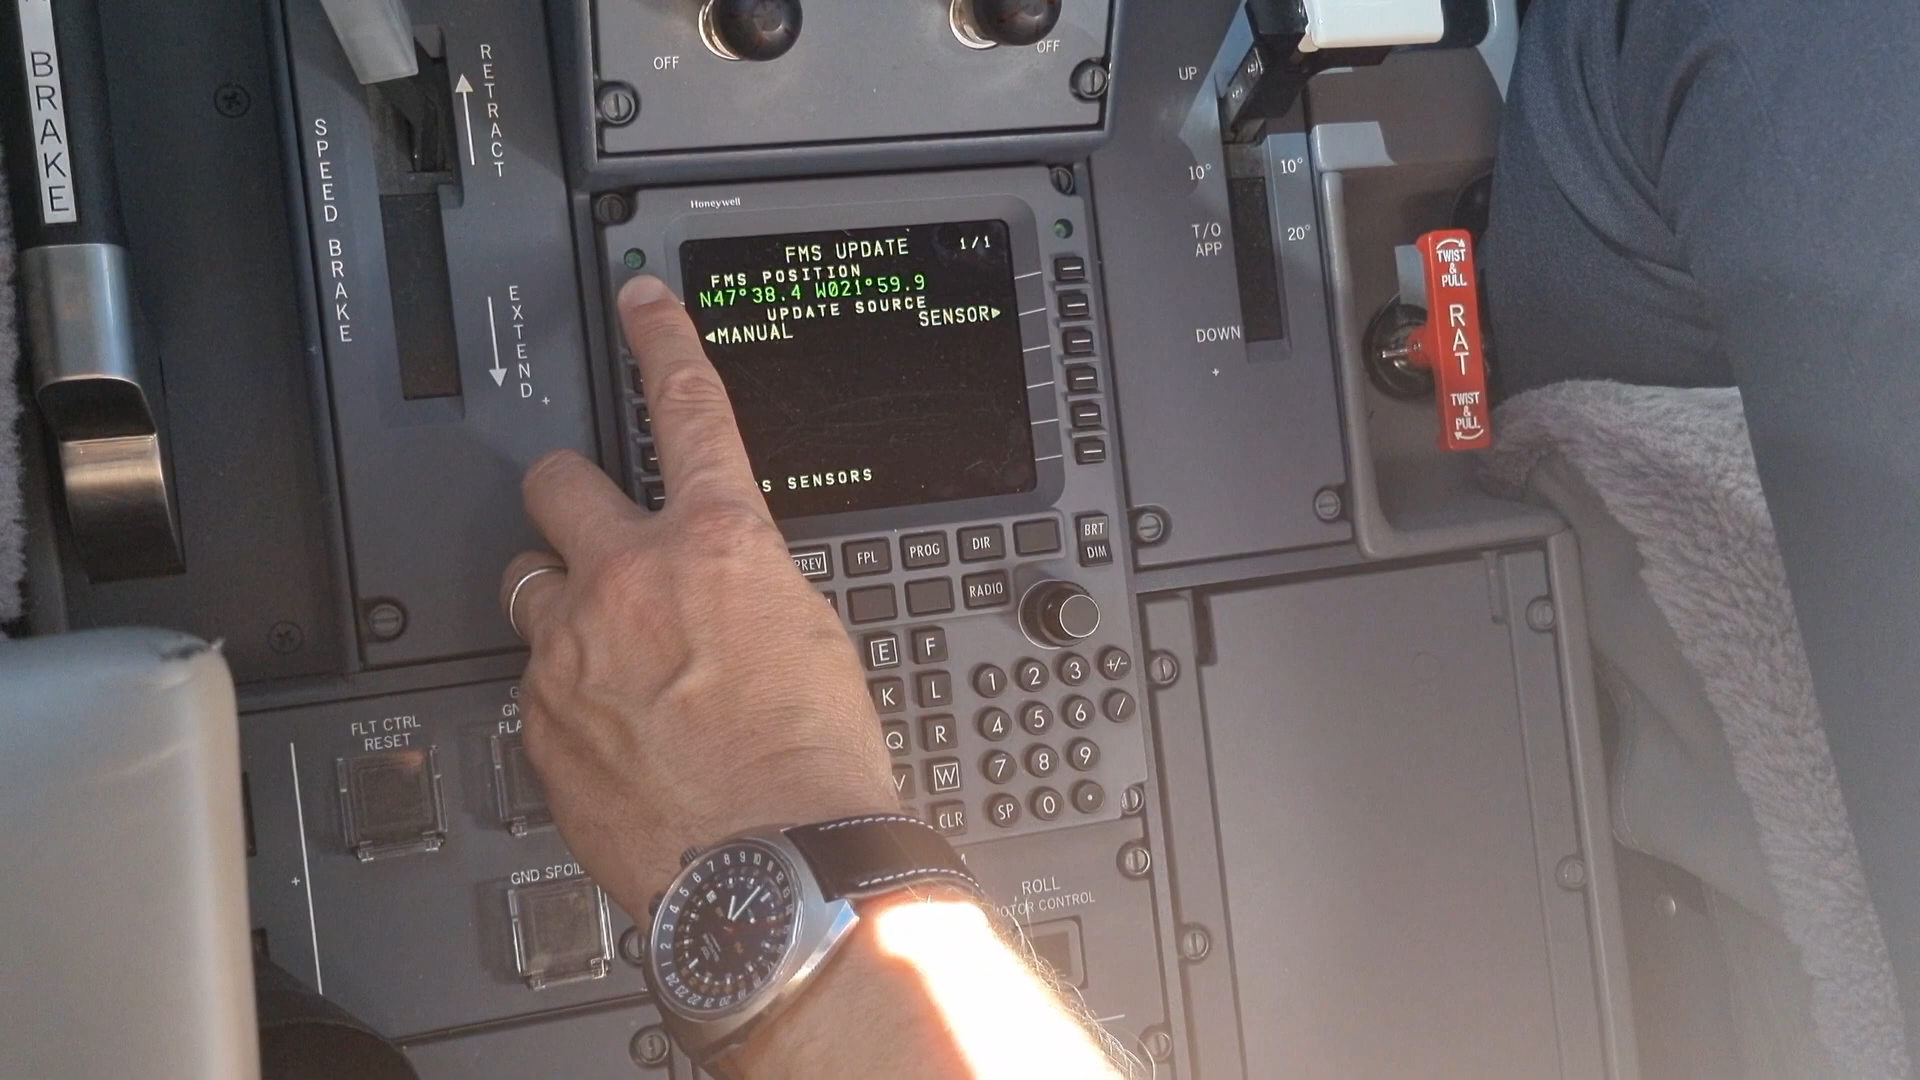 BRAKE
SPEED BRAKE
RETRACT
EXTEND
OFF
OFF
Honeywell
FMS UPDATE 1/1
FMS POSITION
N47°38.4 W021°59.9
UPDATE SOURCE
◀MANUAL SENSOR▶
SENSORS
UP
10° 10°
T/O
APP
20°
DOWN
TWIST
&
PULL
RAT
TWIST
&
PULL
PREV FPL PROG DIR
BRT
DIM
RADIO
E F
K L
Q R
V W
CLR
1 2 3 +/-
4 5 6 /
7 8 9
SP 0 •
FLT CTRL
RESET
GND SPOIL
ROLL
CONTROL